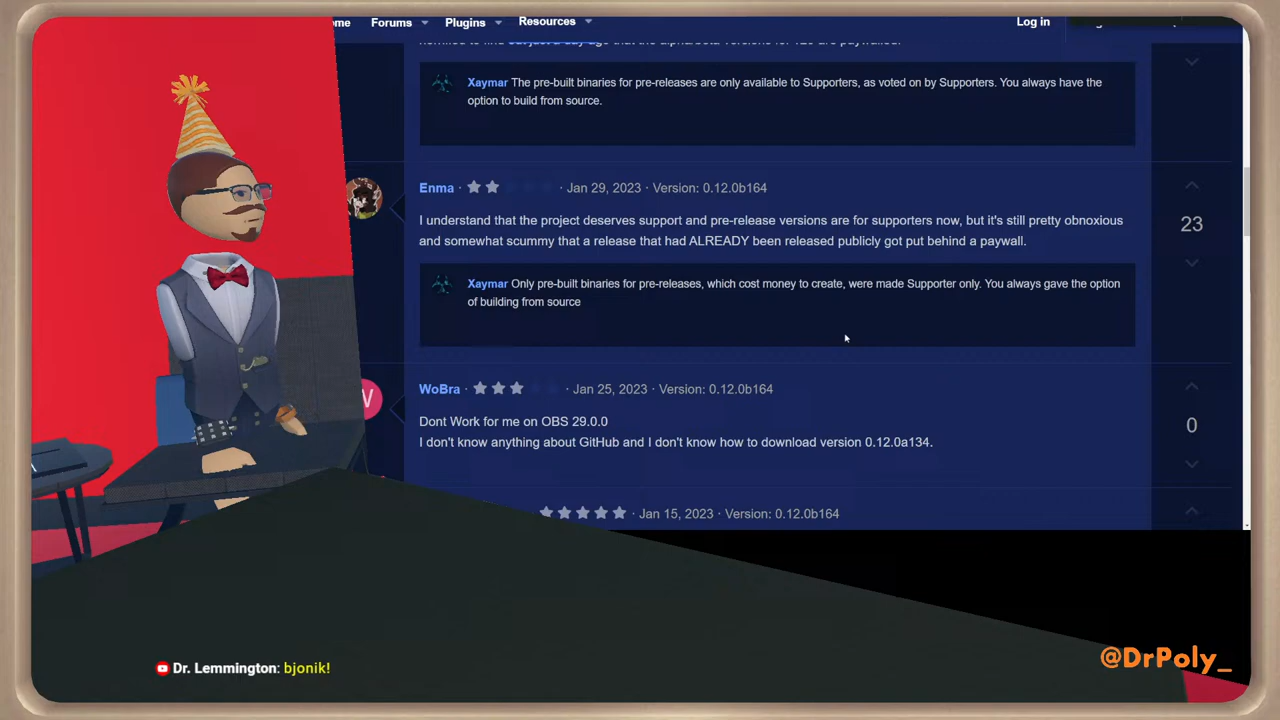 Forums
Plugins
Resources
Log in
Xaymar The pre-built binaries for pre-releases are only available to Supporters, as voted on by Supporters. You always have the
option to build from source.
Enma · Jan 29, 2023 · Version: 0.12.0b164
I understand that the project deserves support and pre-release versions are for supporters now, but it's still pretty obnoxious
and somewhat scummy that a release that had ALREADY been released publicly got put behind a paywall.
23
Xaymar Only pre-built binaries for pre-releases, which cost money to create, were made Supporter only. You always gave the option
of building from source
W
WoBra · Jan 25, 2023 · Version: 0.12.0b164
Dont Work for me on OBS 29.0.0
I don't know anything about GitHub and I don't know how to download version 0.12.0a134.
0
· Jan 15, 2023 · Version: 0.12.0b164
@DrPoly_
Dr. Lemmington: bjonik!